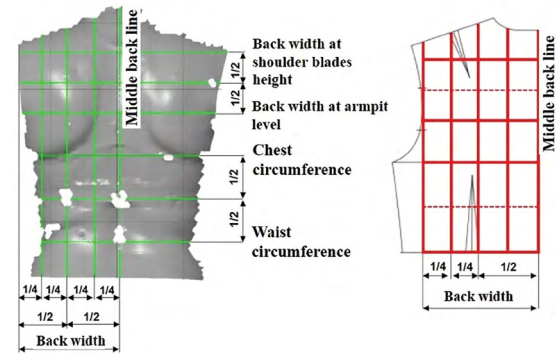 Middle back line
Back width at
shoulder blades
height
1/2
1/2
Back width at armpit
level
Chest
circumference
1/2
1/2
Waist
circumference
1/4
1/4
1/4
1/4
1/2
1/2
Back width
Middle back line
1/4
1/4
1/2
Back width